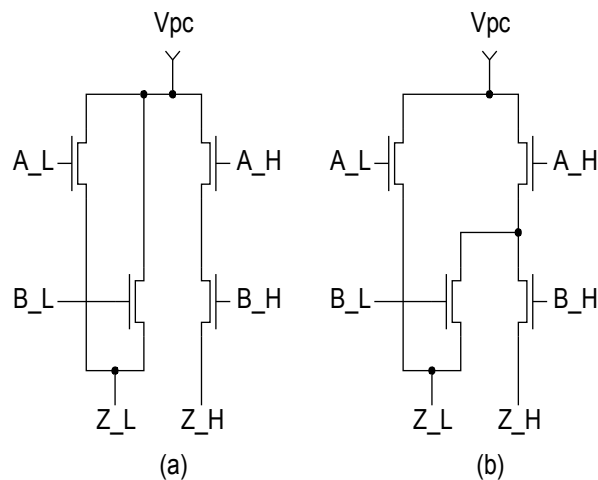 Vpc Vpc
A_L A_H A_L A_H
B_L B_H B_L B_H
Z_L Z_H Z_L Z_H
(a) (b)